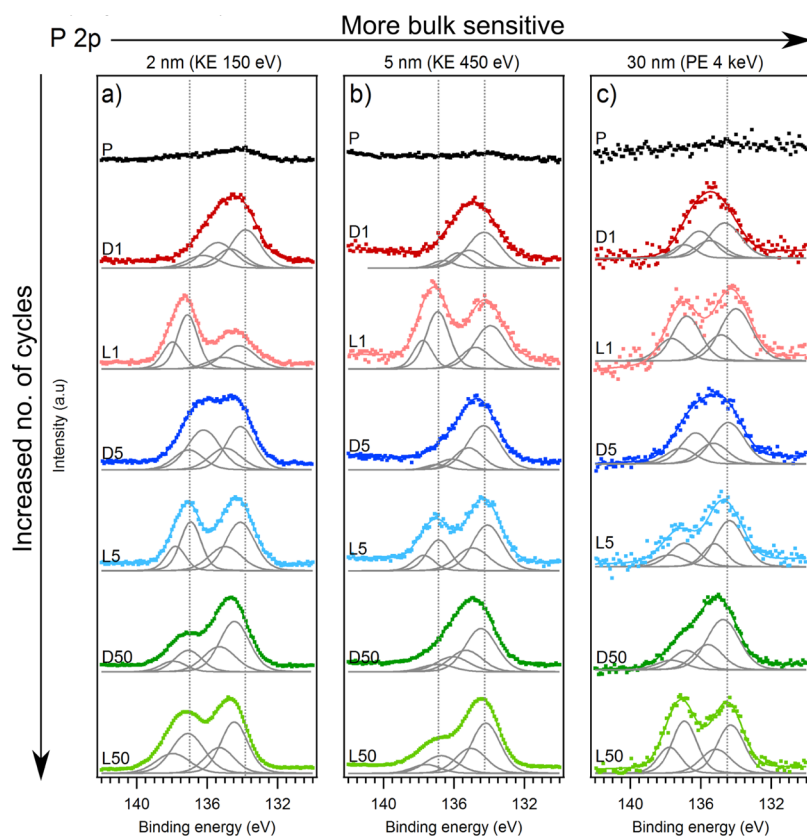 More bulk sensitive
P 2p
2 nm (KE 150 eV)
5 nm (KE 450 eV)
30 nm (PE 4 keV)
a)
b)
c)
P
P
P
D1
D1
D1
L1
L1
L1
D5
D5
D5
L5
L5
L5
D50
D50
D50
L50
L50
L50
Increased no. of cycles
Intensity (a.u)
140 136 132
140 136 132
140 136 132
Binding energy (eV)
Binding energy (eV)
Binding energy (eV)